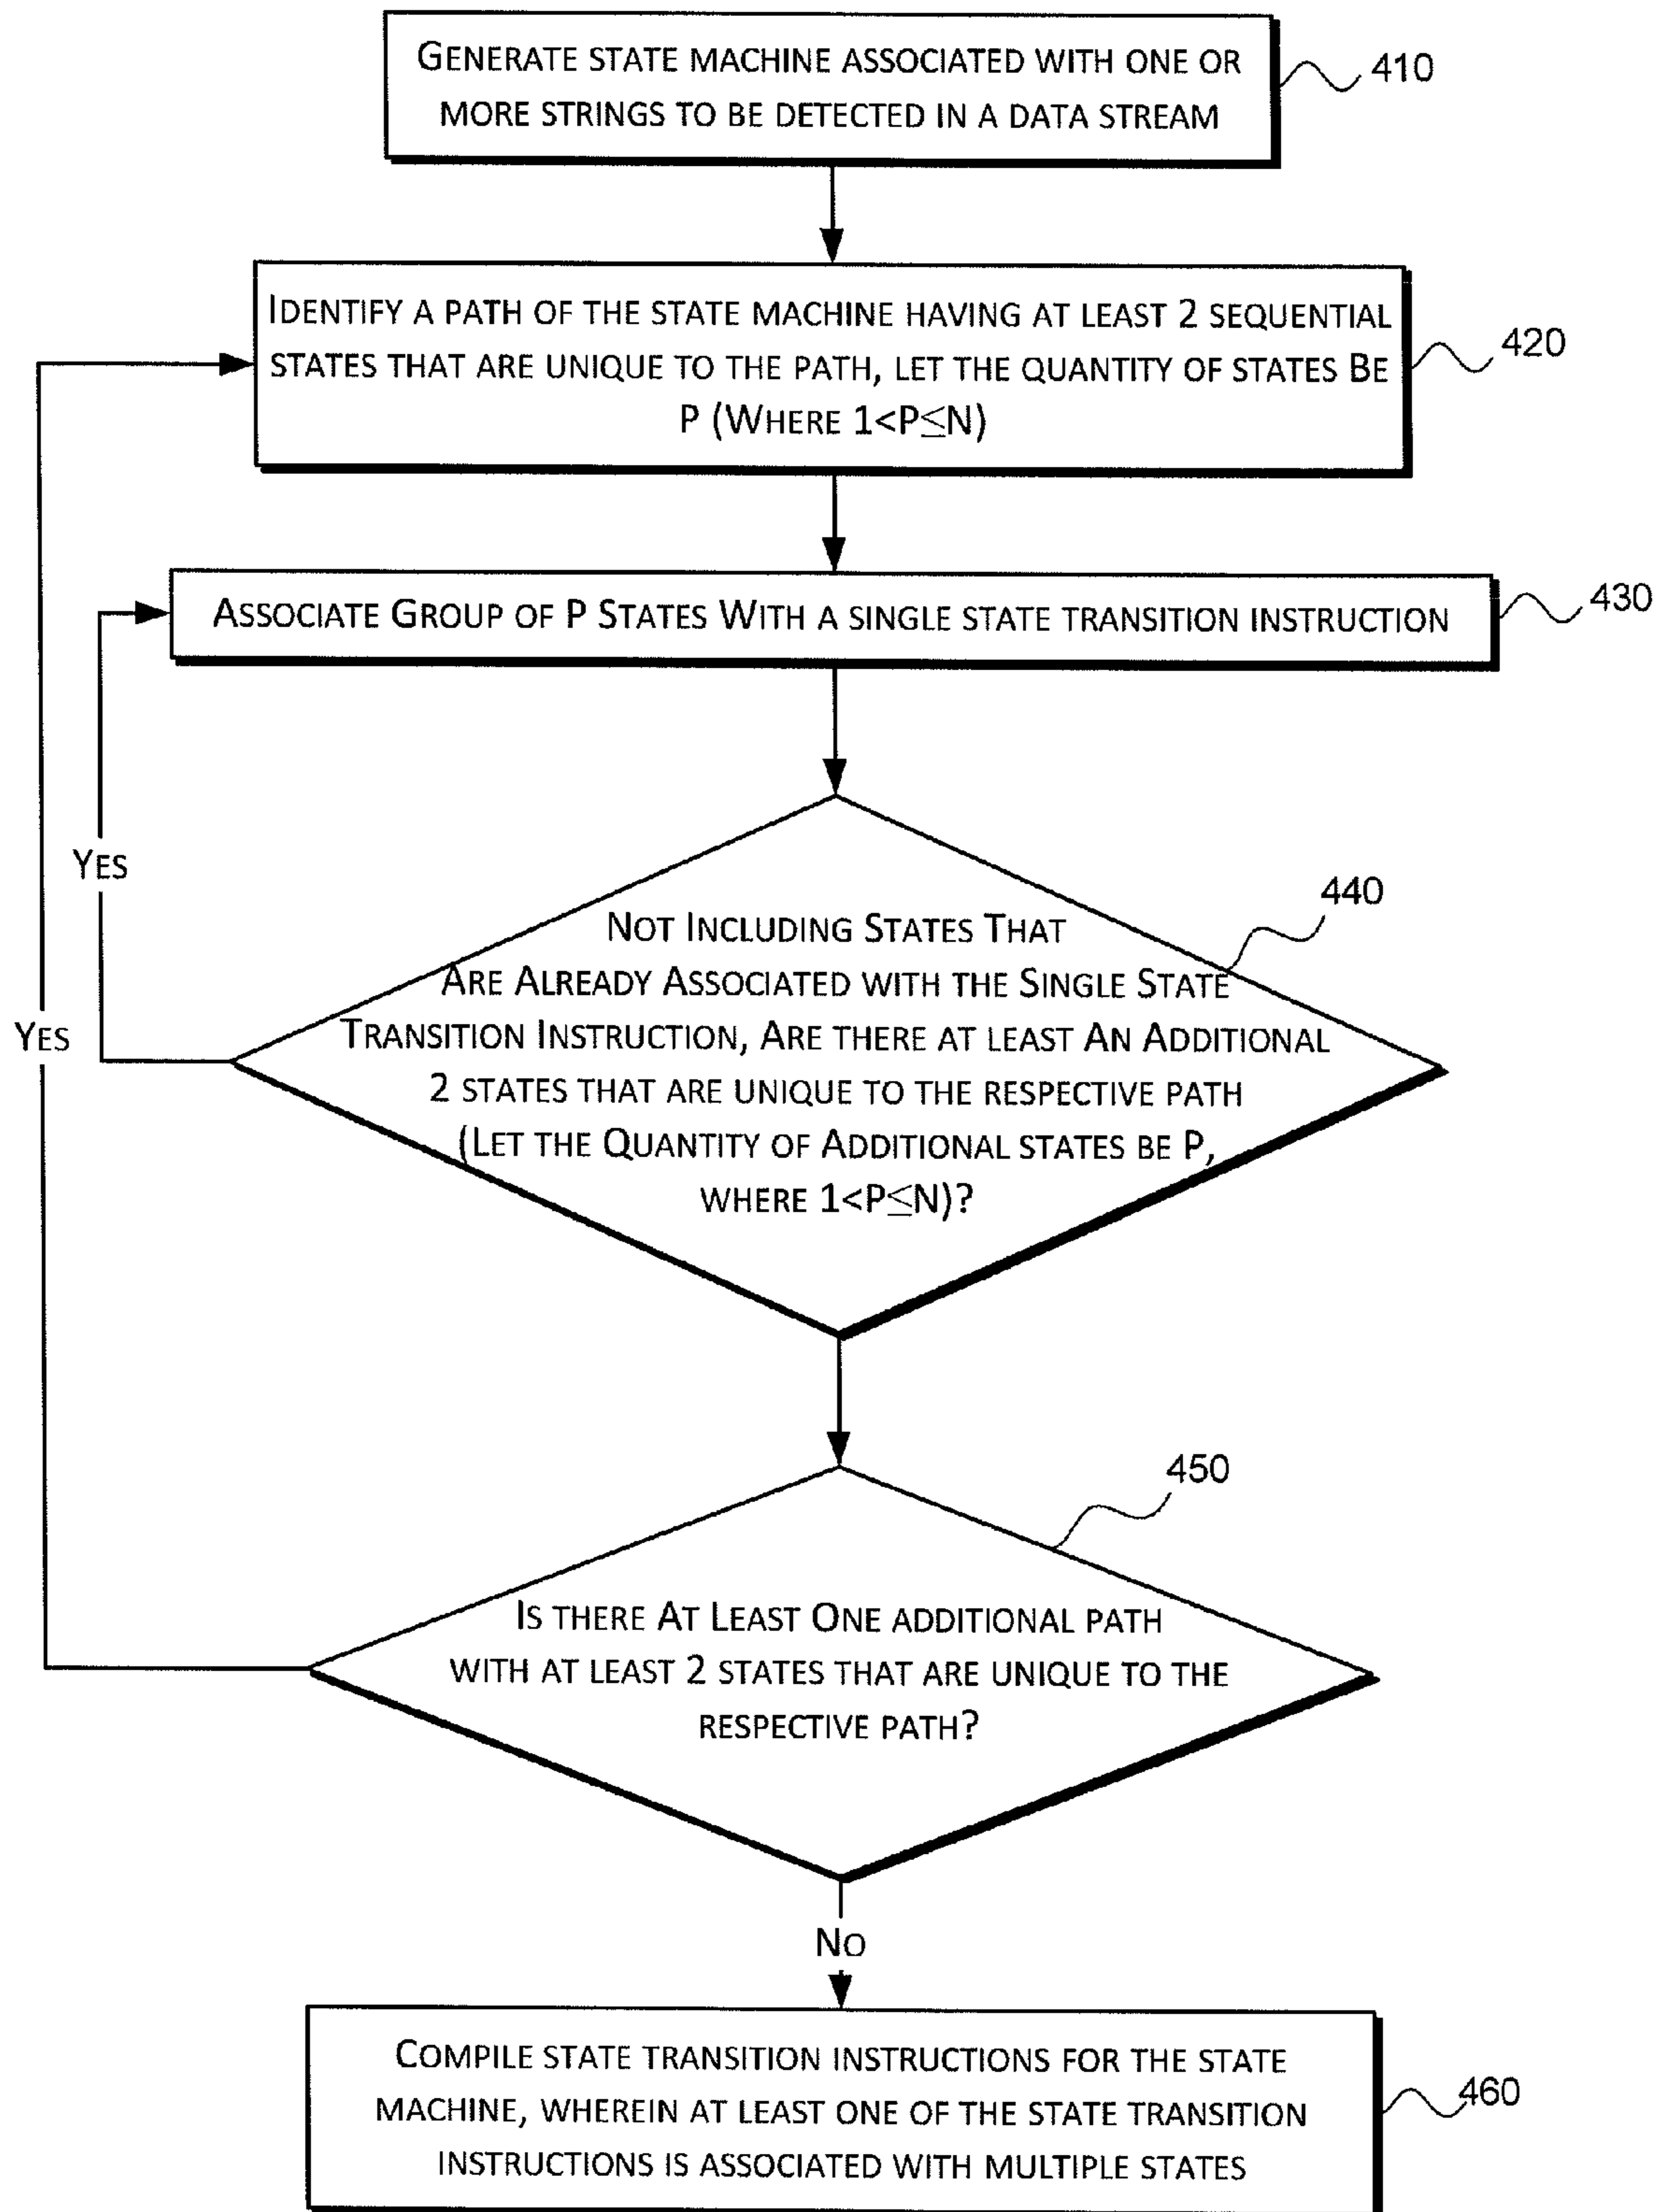 GENERATE STATE MACHINE ASSOCIATED WITH ONE OR
MORE STRINGS TO BE DETECTED IN A DATA STREAM
410
IDENTIFY A PATH OF THE STATE MACHINE HAVING AT LEAST 2 SEQUENTIAL
STATES THAT ARE UNIQUE TO THE PATH, LET THE QUANTITY OF STATES BE
P (WHERE 1<P≤N)
420
ASSOCIATE GROUP OF P STATES WITH A SINGLE STATE TRANSITION INSTRUCTION
430
YES
YES
NOT INCLUDING STATES THAT
ARE ALREADY ASSOCIATED WITH THE SINGLE STATE
TRANSITION INSTRUCTION, ARE THERE AT LEAST AN ADDITIONAL
2 STATES THAT ARE UNIQUE TO THE RESPECTIVE PATH
(LET THE QUANTITY OF ADDITIONAL STATES BE P,
WHERE 1<P≤N)?
440
IS THERE AT LEAST ONE ADDITIONAL PATH
WITH AT LEAST 2 STATES THAT ARE UNIQUE TO THE
RESPECTIVE PATH?
450
NO
COMPILE STATE TRANSITION INSTRUCTIONS FOR THE STATE
MACHINE, WHEREIN AT LEAST ONE OF THE STATE TRANSITION
INSTRUCTIONS IS ASSOCIATED WITH MULTIPLE STATES
460